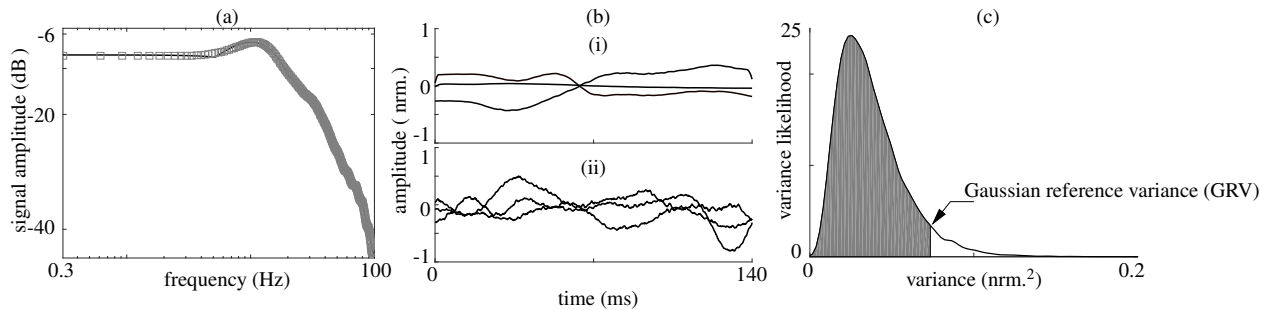 (a)
-6
-20
-40
signal amplitude (dB)
0.3
100
frequency (Hz)
(b)
(i)
1
0
-1
(ii)
1
0
-1
amplitude ( nrm.)
0
140
time (ms)
(c)
25
0
variance likelihood
Gaussian reference variance (GRV)
0
0.2
variance (nrm.²)